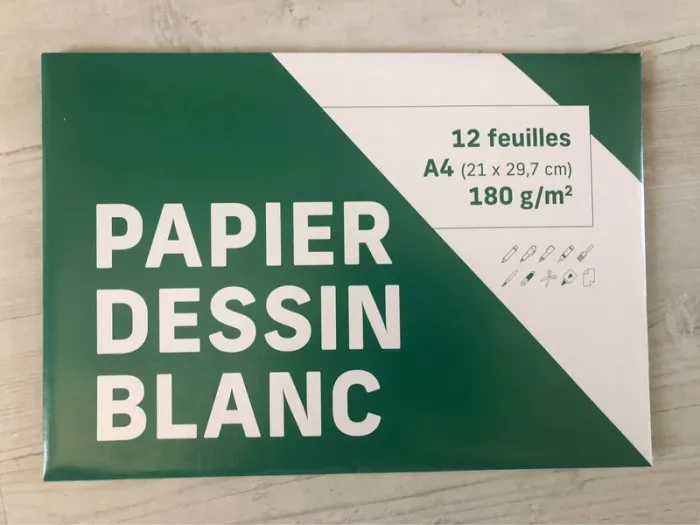 12 feuilles
A4 (21 x 29,7 cm)
180 g/m²
PAPIER
DESSIN
BLANC